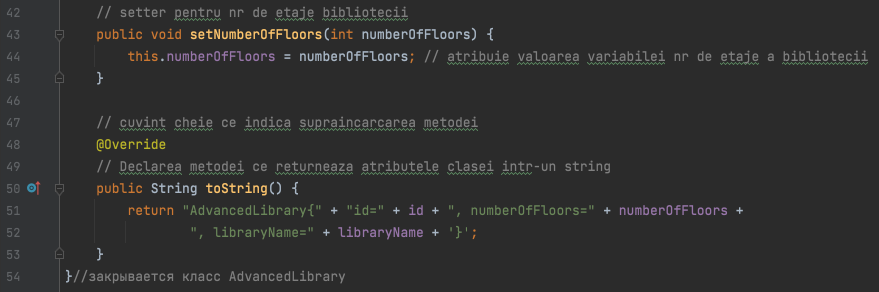 42 // setter pentru nr de etaje bibliotecii
43 public void setNumberOfFloors(int numberOfFloors) {
44 this.numberOfFloors = numberOfFloors; // atribuie valoarea variabilei nr de etaje a bibliotecii
45 }
46
47 // cuvint cheie ce indica supraincarcarea metodei
48 @Override
49 // Declarea metodei ce returneaza atributele clasei intr-un string
50 public String toString() {
51 return "AdvancedLibrary{" + "id=" + id + ", numberOfFloors=" + numberOfFloors +
52 ", libraryName=" + libraryName + '}';
53 }
54 }//закрывается класс AdvancedLibrary